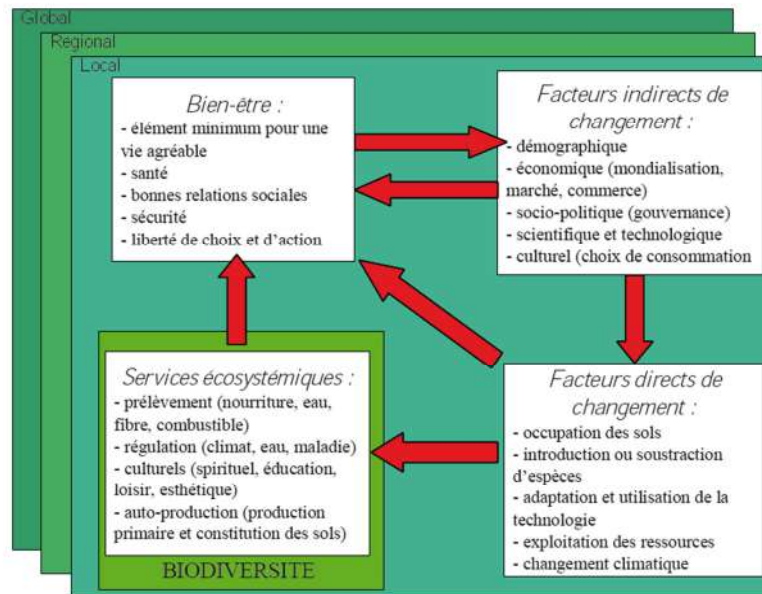 Global
Regional
Local
Bien-être :
- élément minimum pour une
vie agréable
- santé
- bonnes relations sociales
- sécurité
- liberté de choix et d'action
Facteurs indirects de
changement :
- démographique
- économique (mondialisation,
marché, commerce)
- socio-politique (gouvernance)
- scientifique et technologique
- culturel (choix de consommation
Services écosystémiques :
- prélèvement (nourriture, eau,
fibre, combustible)
- régulation (climat, eau, maladie)
- culturels (spirituel, éducation,
loisir, esthétique)
- auto-production (production
primaire et constitution des sols)
BIODIVERSITE
Facteurs directs de
changement :
- occupation des sols
- introduction ou soustraction
d'espèces
- adaptation et utilisation de la
technologie
- exploitation des ressources
- changement climatique